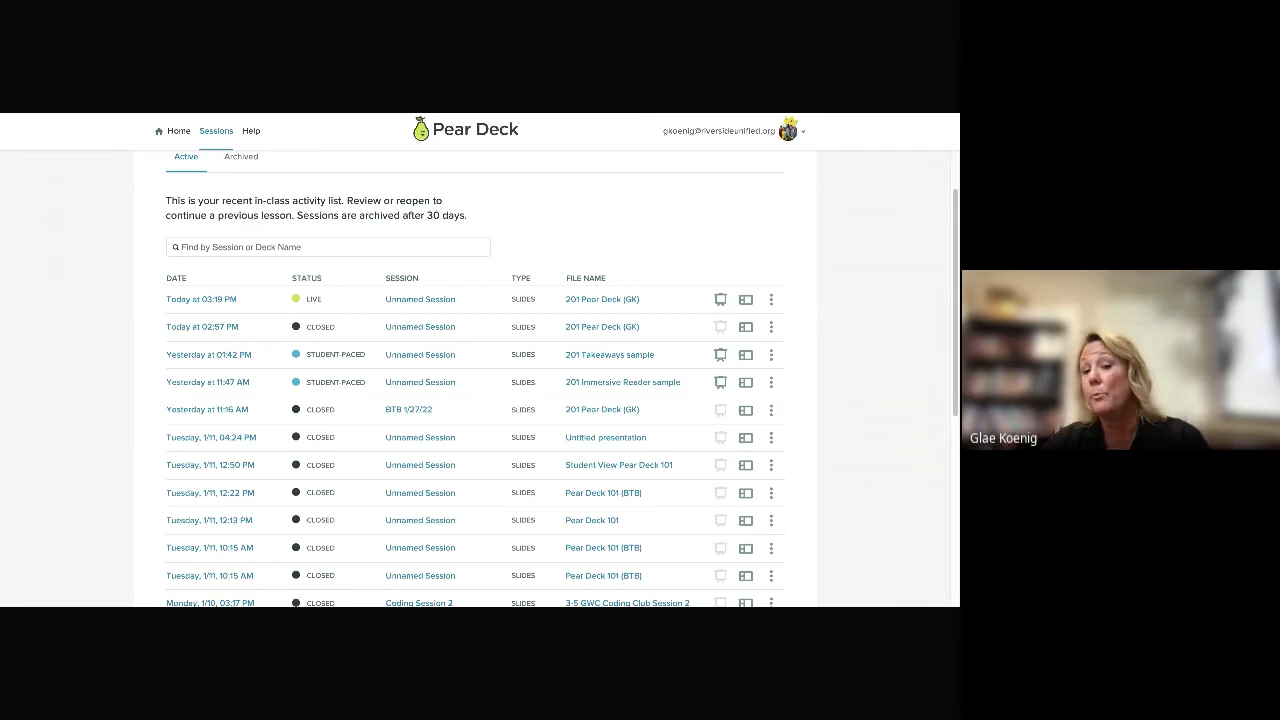 Home Sessions Help Pear Deck gkoenig@riversideunified.org
Active Archived
This is your recent in-class activity list. Review or reopen to
continue a previous lesson. Sessions are archived after 30 days.
Find by Session or Deck Name
DATE STATUS SESSION TYPE FILE NAME
Today at 03:19 PM LIVE Unnamed Session SLIDES 201 Pear Deck (GK)
Today at 02:57 PM CLOSED Unnamed Session SLIDES 201 Pear Deck (GK)
Yesterday at 01:42 PM STUDENT-PACED Unnamed Session SLIDES 201 Takeaways sample
Yesterday at 11:47 AM STUDENT-PACED Unnamed Session SLIDES 201 Immersive Reader sample
Yesterday at 11:16 AM CLOSED BTB 1/27/22 SLIDES 201 Pear Deck (GK)
Tuesday, 1/11, 04:24 PM CLOSED Unnamed Session SLIDES Untitled presentation
Tuesday, 1/11, 12:50 PM CLOSED Unnamed Session SLIDES Student View Pear Deck 101
Tuesday, 1/11, 12:22 PM CLOSED Unnamed Session SLIDES Pear Deck 101 (BTB)
Tuesday, 1/11, 12:13 PM CLOSED Unnamed Session SLIDES Pear Deck 101
Tuesday, 1/11, 10:15 AM CLOSED Unnamed Session SLIDES Pear Deck 101 (BTB)
Tuesday, 1/11, 10:15 AM CLOSED Unnamed Session SLIDES Pear Deck 101 (BTB)
Monday, 1/10, 03:17 PM CLOSED Coding Session 2 SLIDES 3-5 GWC Coding Club Session 2
Glae Koenig